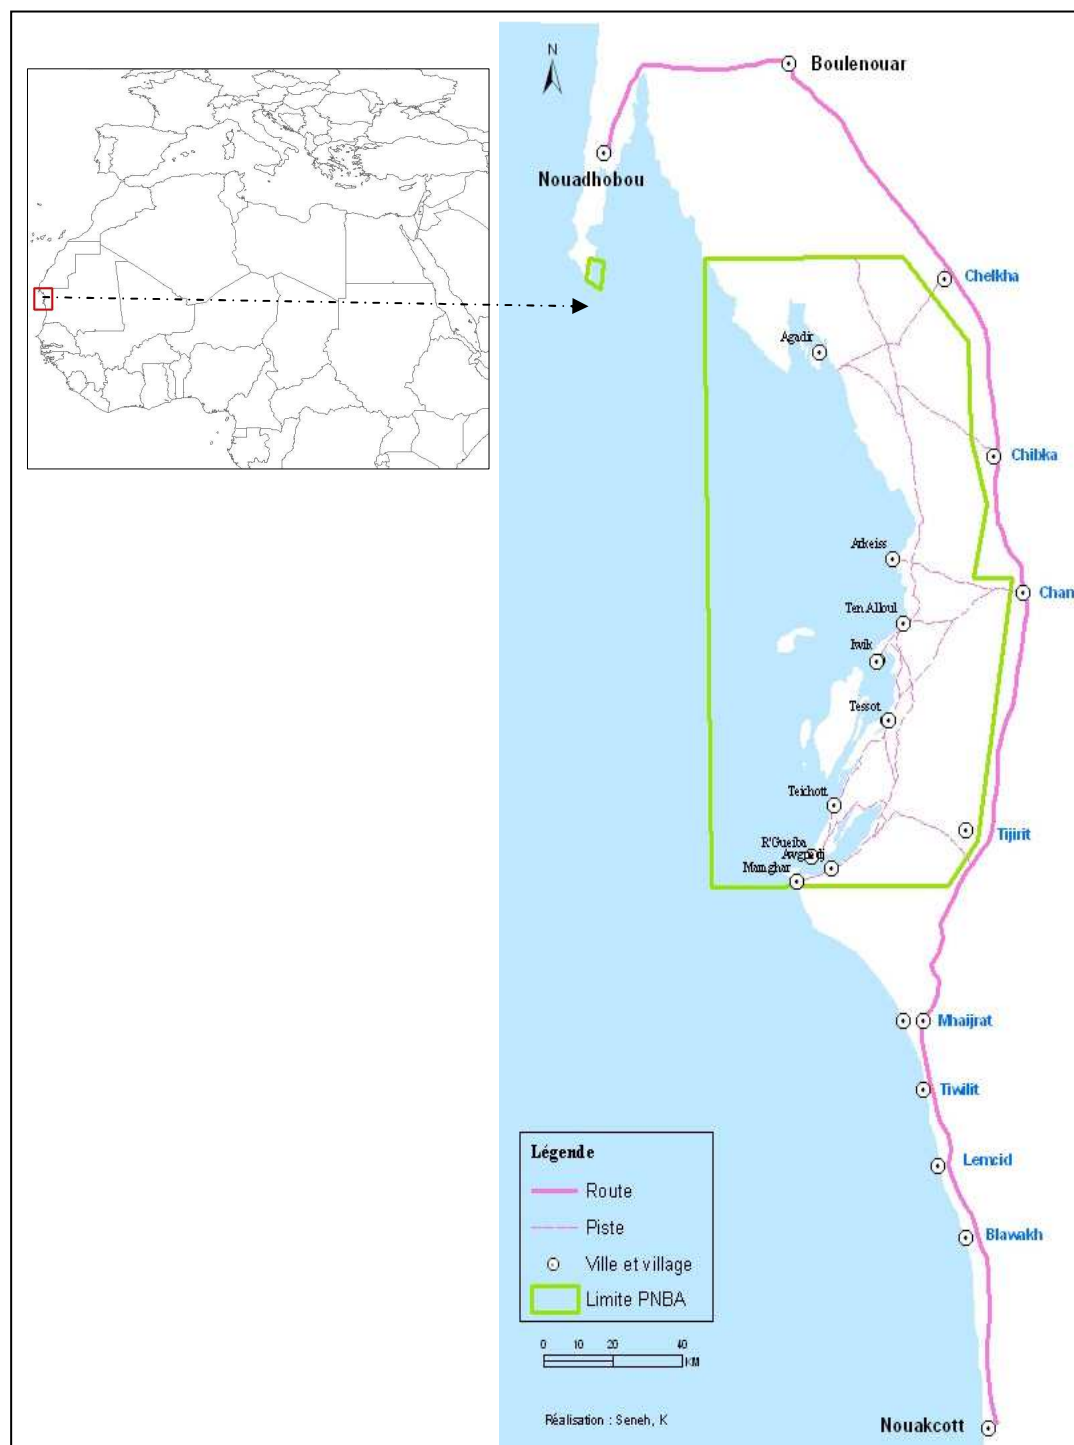 N
Boulenouar
Nouadhobou
Chelkha
Agadir
Chibka
Arkeiss
Chan
Ten Alloul
Iwik
Tessot
Teichott
Tijirit
R'Gueiba
Awguedj
Mamghar
Mhaijrat
Tiwilit
Légende
Lemcid
Route
Piste
Blawakh
Ville et village
Limite PNBA
0 10 20 40
KM
Réalisation : Seneh, K
Nouakcott